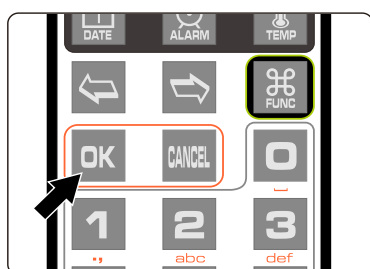 DATE ALARM TEMP
FUNC
OK CANCEL 0
1 2 3
., abc def